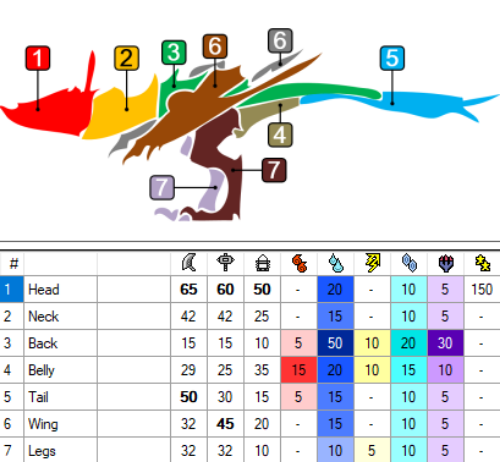 1
2
3
6
6
5
4
7
7
#
1 Head 65 60 50 - 20 - 10 5 150
2 Neck 42 42 25 - 15 - 10 5 -
3 Back 15 15 10 5 50 10 20 30 -
4 Belly 29 25 35 15 20 10 15 10 -
5 Tail 50 30 15 5 15 - 10 5 -
6 Wing 32 45 20 - 15 - 10 5 -
7 Legs 32 32 10 - 10 5 10 5 -